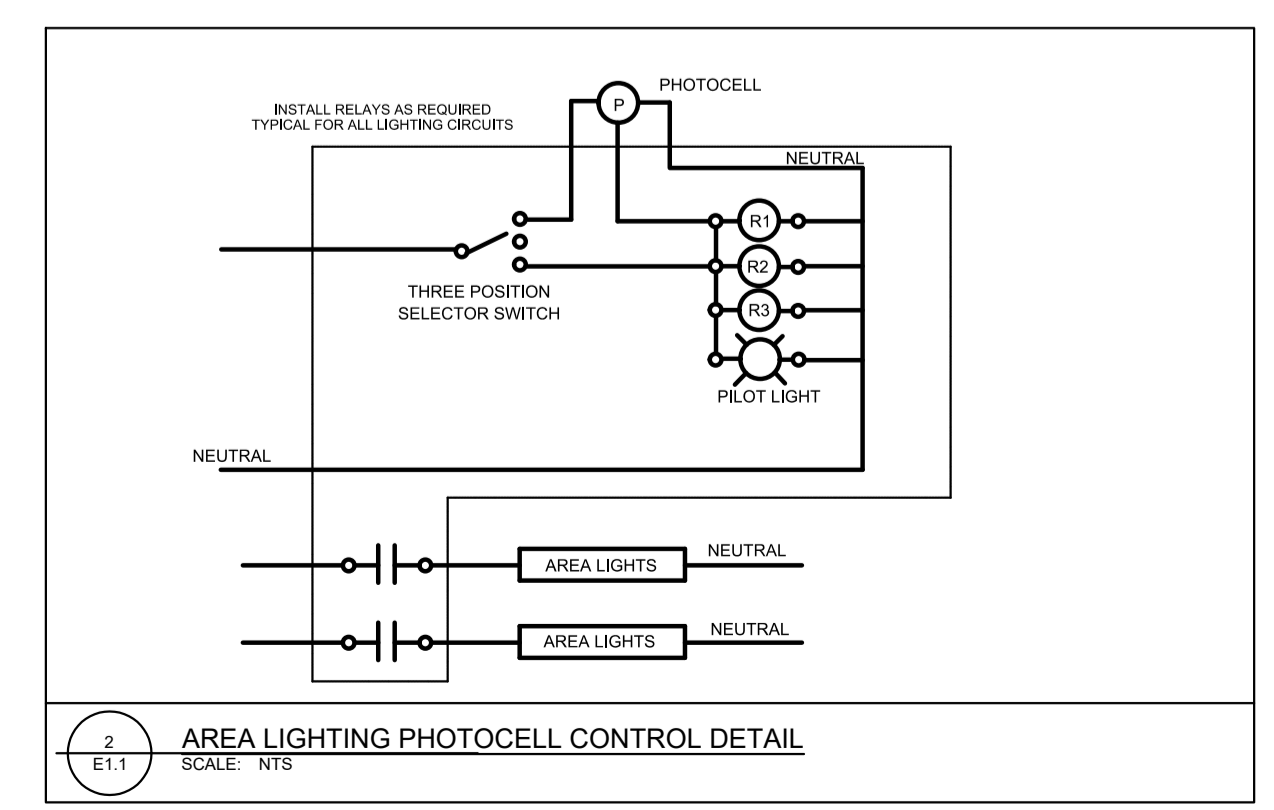 PHOTOCELL
P
INSTALL RELAYS AS REQUIRED
TYPICAL FOR ALL LIGHTING CIRCUITS
NEUTRAL
R1
R2
THREE POSITION
SELECTOR SWITCH
R3
PILOT LIGHT
NEUTRAL
AREA LIGHTS
NEUTRAL
AREA LIGHTS
NEUTRAL
2
E1.1
AREA LIGHTING PHOTOCELL CONTROL DETAIL
SCALE: NTS